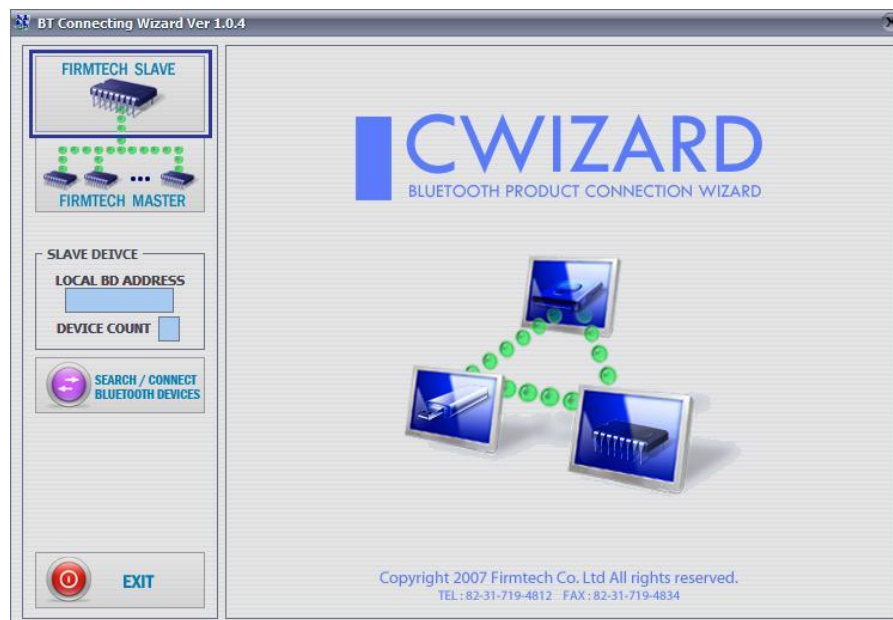 BT Connecting Wizard Ver 1.0.4
FIRMTECH SLAVE
FIRMTECH MASTER
SLAVE DEIVCE
LOCAL BD ADDRESS
DEVICE COUNT
SEARCH / CONNECT
BLUETOOTH DEVICES
EXIT
CWIZARD
BLUETOOTH PRODUCT CONNECTION WIZARD
Copyright 2007 Firmtech Co. Ltd All rights reserved.
TEL : 82-31-719-4812 FAX : 82-31-719-4834